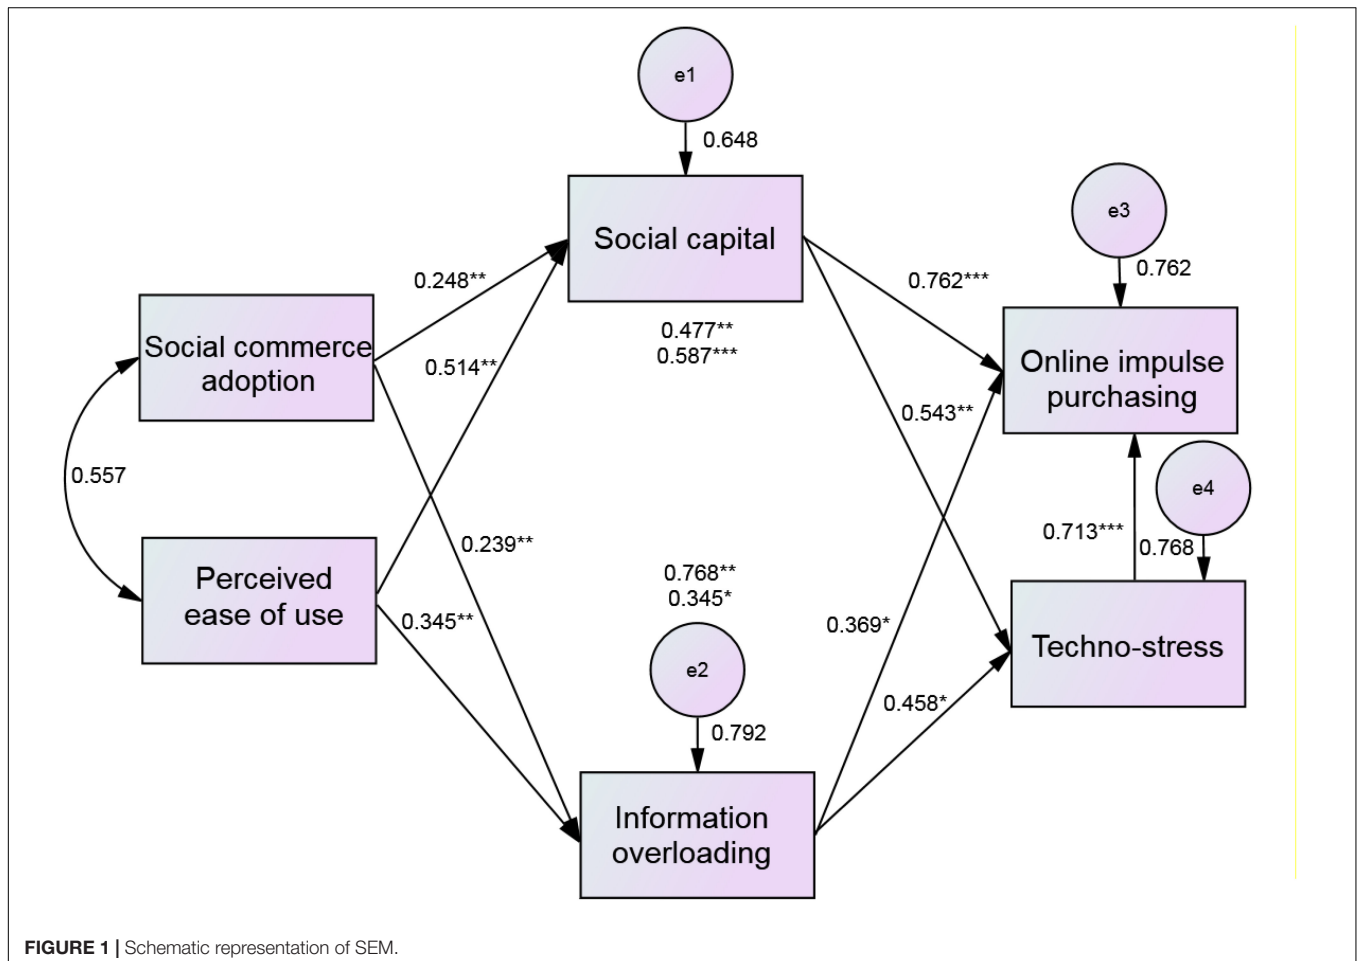 e1
0.648
Social capital
e3
0.762
0.248**
0.762***
0.477**
0.587***
Social commerce
adoption
0.514**
Online impulse
purchasing
0.543**
0.557
e4
0.713***
0.768
0.239**
Perceived
ease of use
0.768**
0.345*
0.345**
0.369*
Techno-stress
e2
0.458*
0.792
Information
overloading
FIGURE 1 | Schematic representation of SEM.